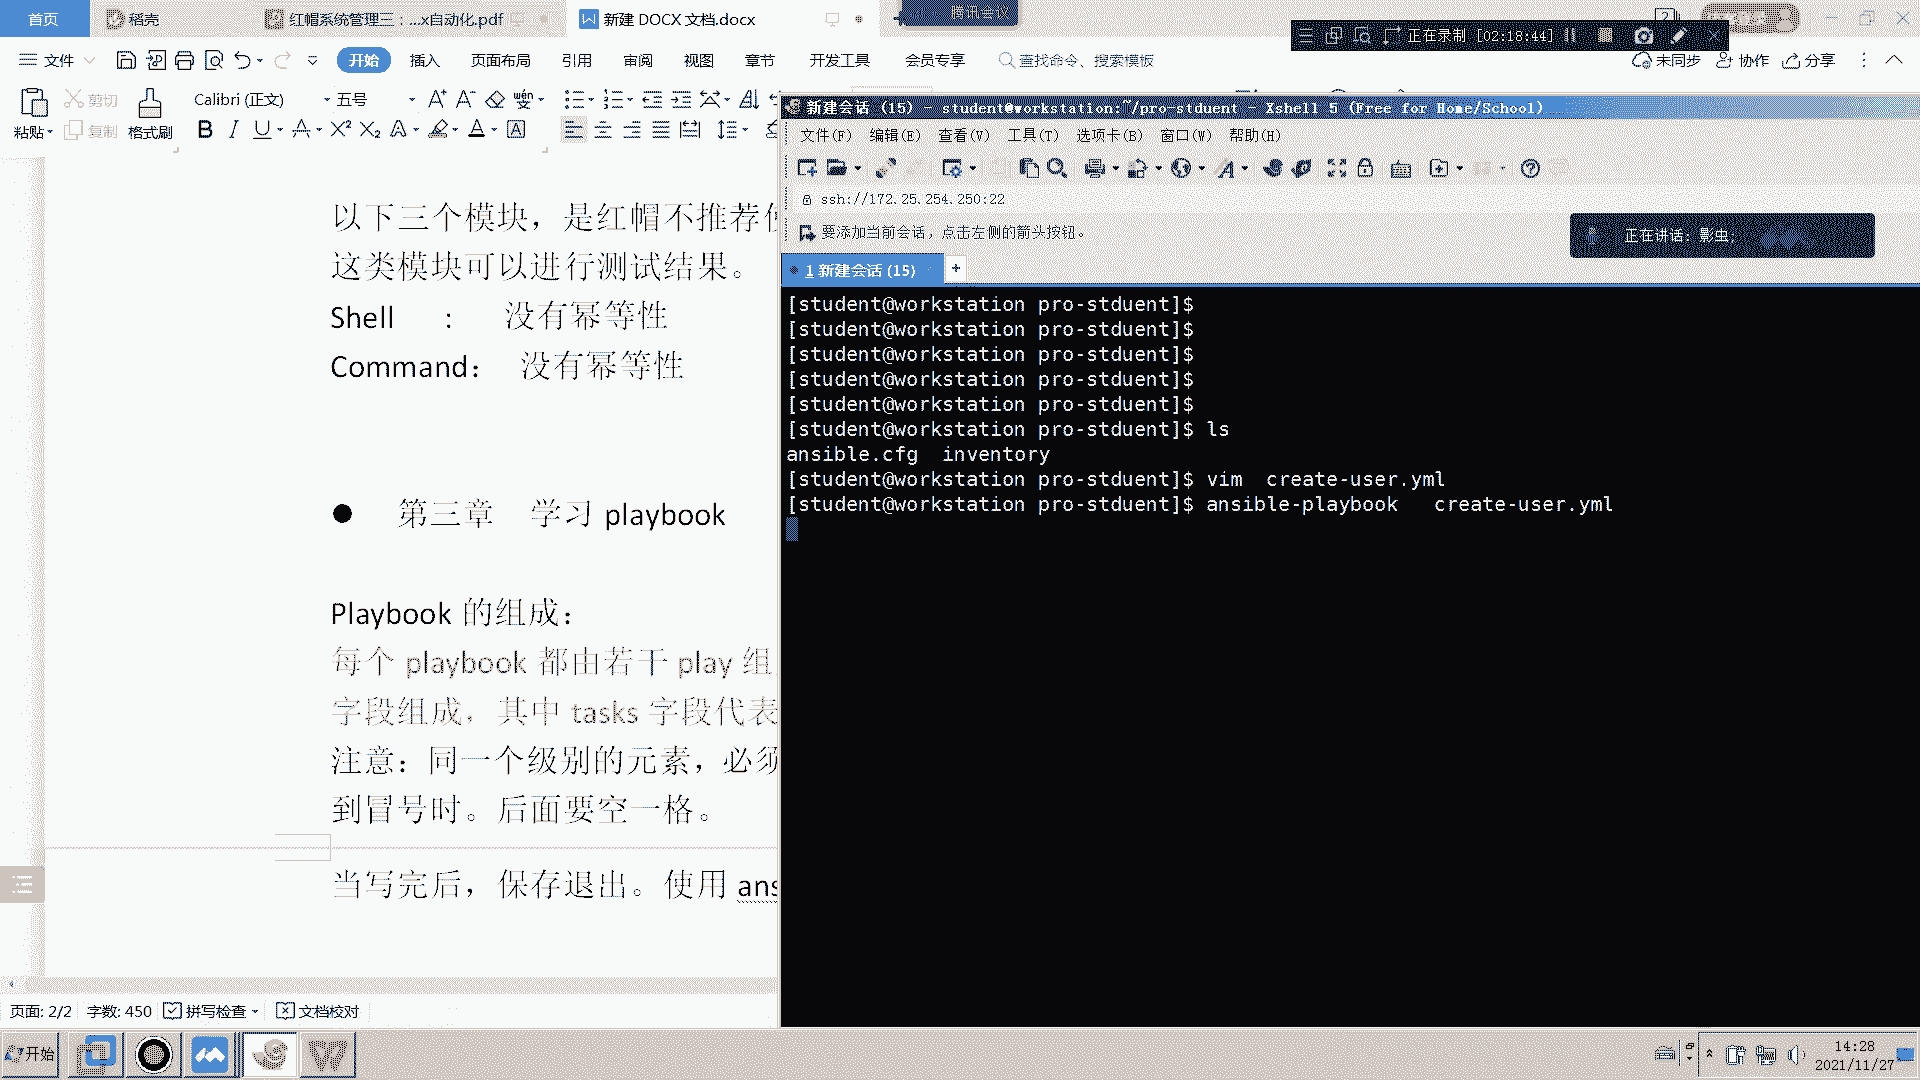 首页
稻壳
红帽系统管理三：...x自动化.pdf
新建 DOCX 文档.docx
腾讯会议
正在录制 [02:18:44]
文件
开始
插入
页面布局
引用
审阅
视图
章节
开发工具
会员专享
查找命令、搜索模板
未同步
协作
分享
粘贴
剪切
复制
格式刷
Calibri (正文)
五号
以下三个模块，是红帽不推荐使
这类模块可以进行测试结果。
Shell : 没有幂等性
Command： 没有幂等性
● 第三章 学习 playbook
Playbook 的组成：
每个 playbook 都由若干 play 组
字段组成，其中 tasks 字段代表
注意：同一个级别的元素，必须
到冒号时。后面要空一格。
当写完后，保存退出。使用 ans
页面: 2/2 字数: 450 拼写检查 文档校对
新建会话 (15) - student@workstation:~/pro-stduent - Xshell 5 (Free for Home/School)
文件(F) 编辑(E) 查看(V) 工具(T) 选项卡(B) 窗口(W) 帮助(H)
ssh://172.25.254.250:22
要添加当前会话，点击左侧的箭头按钮。
正在讲话: 影虫;
1 新建会话 (15)
[student@workstation pro-stduent]$
[student@workstation pro-stduent]$
[student@workstation pro-stduent]$
[student@workstation pro-stduent]$
[student@workstation pro-stduent]$
[student@workstation pro-stduent]$ ls
ansible.cfg  inventory
[student@workstation pro-stduent]$ vim  create-user.yml
[student@workstation pro-stduent]$ ansible-playbook   create-user.yml
开始
14:28
2021/11/27